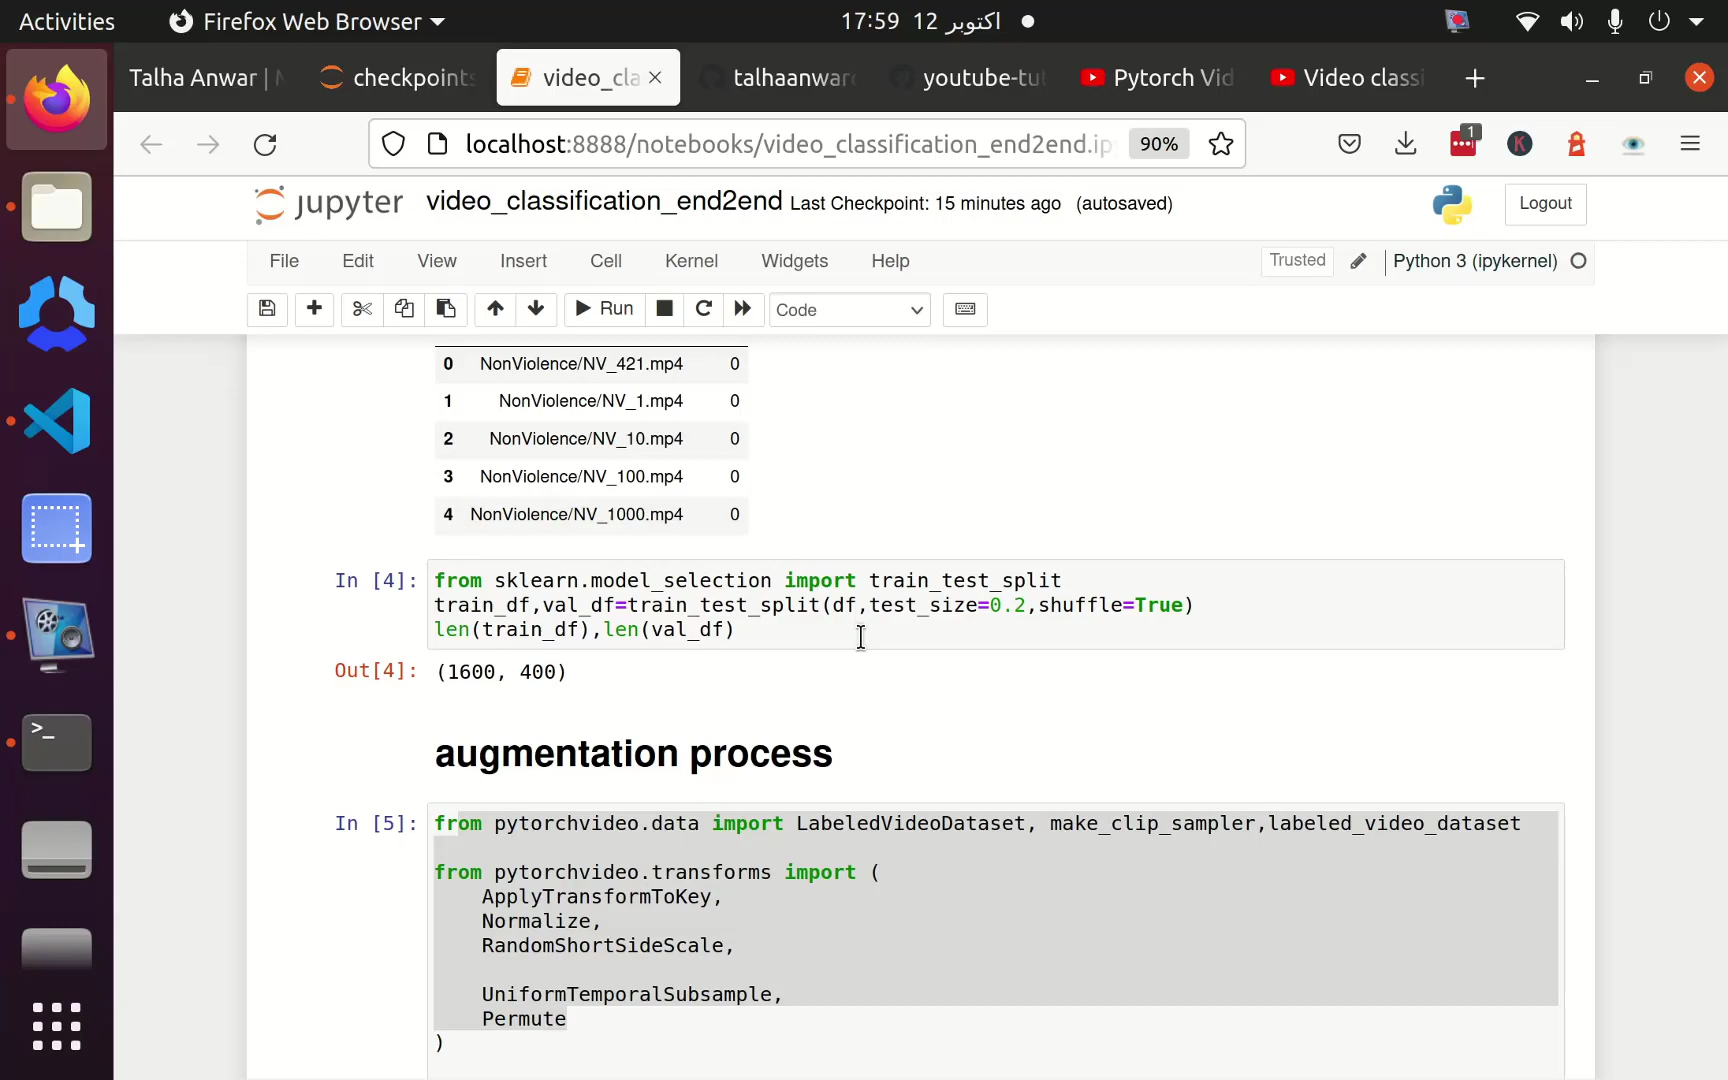 Activities
Firefox Web Browser
17:59 12 اکتوبر
Talha Anwar |
checkpoints
video_cla
talhaanwar
youtube-tut
Pytorch Vid
Video classi
localhost:8888/notebooks/video_classification_end2end.ip
90%
1
K
jupyter
video_classification_end2end Last Checkpoint: 15 minutes ago (autosaved)
Logout
File Edit View Insert Cell Kernel Widgets Help
Trusted
Python 3 (ipykernel)
Run
Code
0 NonViolence/NV_421.mp4 0
1 NonViolence/NV_1.mp4 0
2 NonViolence/NV_10.mp4 0
3 NonViolence/NV_100.mp4 0
4 NonViolence/NV_1000.mp4 0
In [4]: from sklearn.model_selection import train_test_split
train_df,val_df=train_test_split(df,test_size=0.2,shuffle=True)
len(train_df),len(val_df)
Out[4]: (1600, 400)
augmentation process
In [5]: from pytorchvideo.data import LabeledVideoDataset, make_clip_sampler,labeled_video_dataset
from pytorchvideo.transforms import (
ApplyTransformToKey,
Normalize,
RandomShortSideScale,
UniformTemporalSubsample,
Permute
)